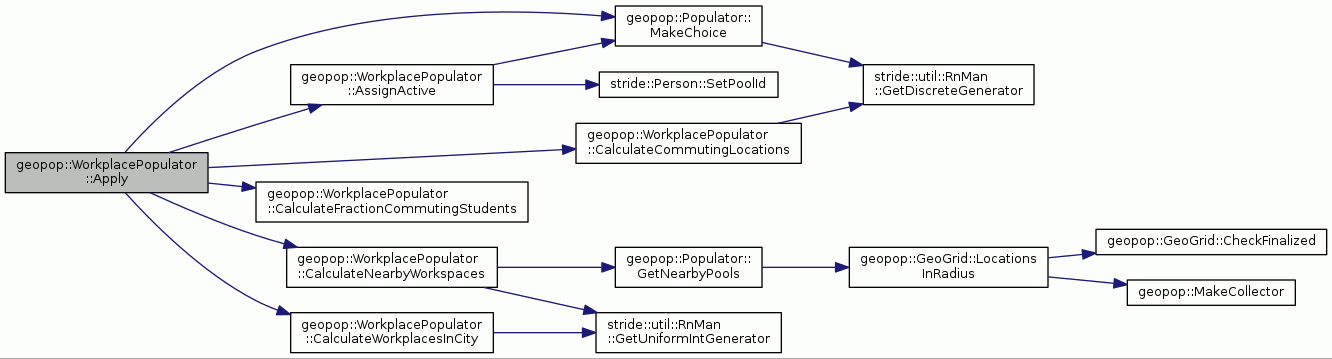 geopop::WorkplacePopulator
::Apply
geopop::Populator::
MakeChoice
geopop::WorkplacePopulator
::AssignActive
stride::Person::SetPoolId
stride::util::RnMan
::GetDiscreteGenerator
geopop::WorkplacePopulator
::CalculateCommutingLocations
geopop::WorkplacePopulator
::CalculateFractionCommutingStudents
geopop::WorkplacePopulator
::CalculateNearbyWorkspaces
geopop::Populator::
GetNearbyPools
geopop::GeoGrid::Locations
InRadius
geopop::GeoGrid::CheckFinalized
geopop::MakeCollector
geopop::WorkplacePopulator
::CalculateWorkplacesInCity
stride::util::RnMan
::GetUniformIntGenerator